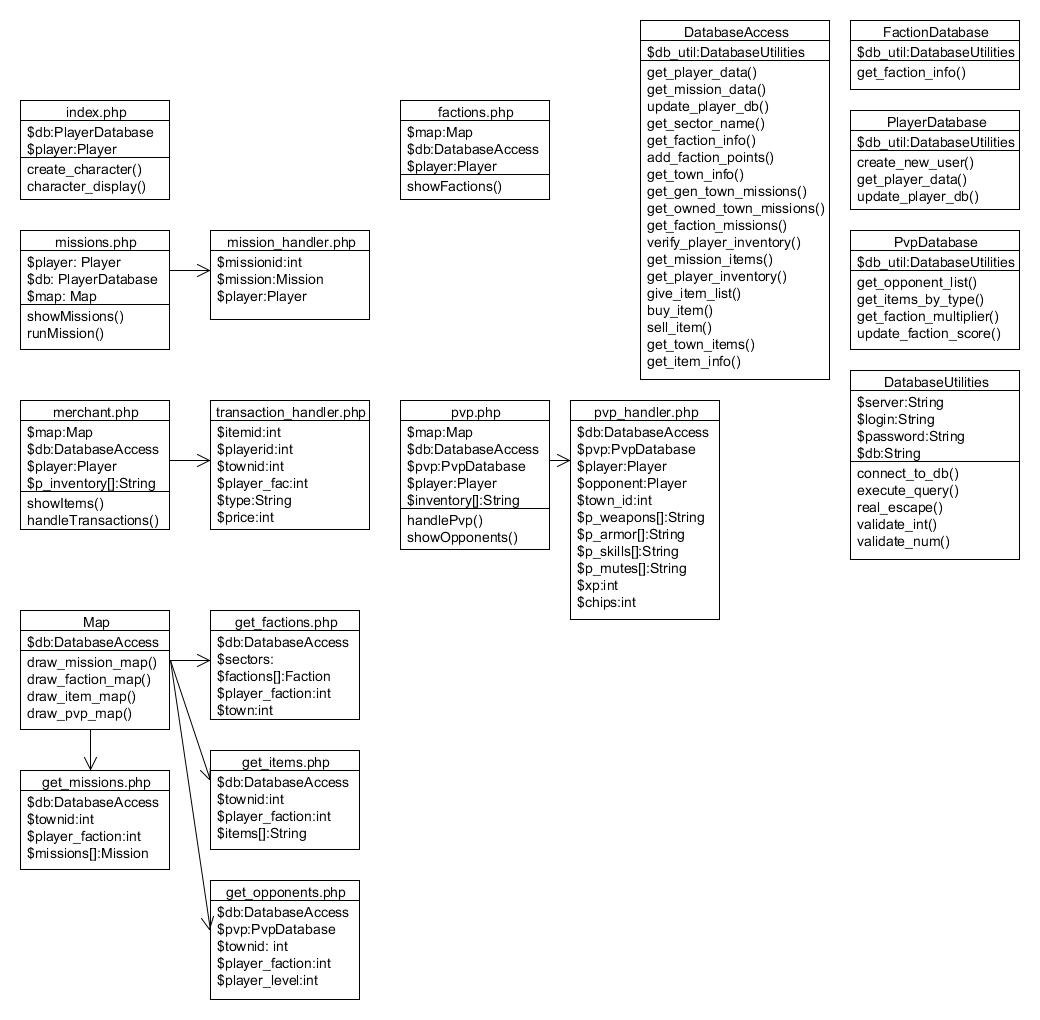 DatabaseAccess
$db_util:DatabaseUtilities
get_player_data()
get_mission_data()
update_player_db()
get_sector_name()
get_faction_info()
add_faction_points()
get_town_info()
get_gen_town_missions()
get_owned_town_missions()
get_faction_missions()
verify_player_inventory()
get_mission_items()
get_player_inventory()
give_item_list()
buy_item()
sell_item()
get_town_items()
get_item_info()
FactionDatabase
$db_util:DatabaseUtilities
get_faction_info()
PlayerDatabase
$db_util:DatabaseUtilities
create_new_user()
get_player_data()
update_player_db()
PvpDatabase
$db_util:DatabaseUtilities
get_opponent_list()
get_items_by_type()
get_faction_multiplier()
update_faction_score()
DatabaseUtilities
$server:String
$login:String
$password:String
$db:String
connect_to_db()
execute_query()
real_escape()
validate_int()
validate_num()
index.php
$db:PlayerDatabase
$player:Player
create_character()
character_display()
factions.php
$map:Map
$db:DatabaseAccess
$player:Player
showFactions()
missions.php
$player: Player
$db: PlayerDatabase
$map: Map
showMissions()
runMission()
mission_handler.php
$missionid:int
$mission:Mission
$player:Player
merchant.php
$map:Map
$db:DatabaseAccess
$player:Player
$p_inventory[]:String
showItems()
handleTransactions()
transaction_handler.php
$itemid:int
$playerid:int
$townid:int
$player_fac:int
$type:String
$price:int
pvp.php
$map:Map
$db:DatabaseAccess
$pvp:PvpDatabase
$player:Player
$inventory[]:String
handlePvp()
showOpponents()
pvp_handler.php
$db:DatabaseAccess
$pvp:PvpDatabase
$player:Player
$opponent:Player
$town_id:int
$p_weapons[]:String
$p_armor[]:String
$p_skills[]:String
$p_mutes[]:String
$xp:int
$chips:int
Map
$db:DatabaseAccess
draw_mission_map()
draw_faction_map()
draw_item_map()
draw_pvp_map()
get_factions.php
$db:DatabaseAccess
$sectors:
$factions[]:Faction
$player_faction:int
$town:int
get_missions.php
$db:DatabaseAccess
$townid:int
$player_faction:int
$missions[]:Mission
get_items.php
$db:DatabaseAccess
$townid:int
$player_faction:int
$items[]:String
get_opponents.php
$db:DatabaseAccess
$pvp:PvpDatabase
$townid: int
$player_faction:int
$player_level:int